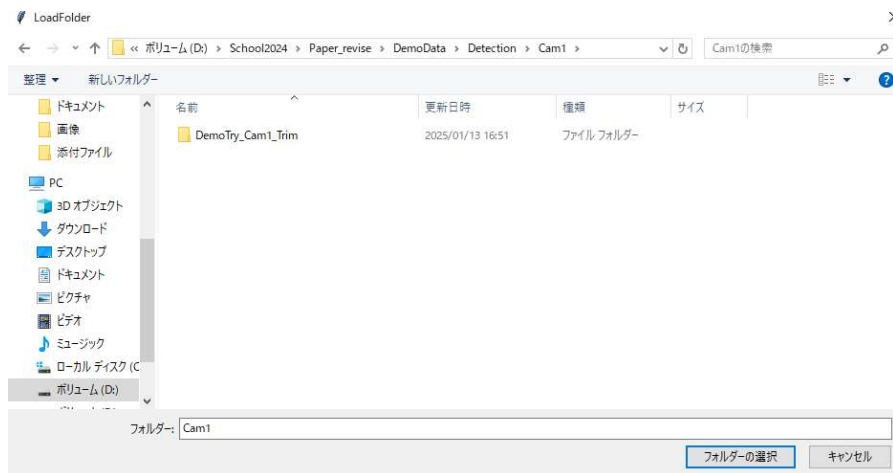 LoadFolder
« ボリューム (D:) › School2024 › Paper_revise › DemoData › Detection › Cam1 ›
Cam1の検索
整理 新しいフォルダー
名前 更新日時 種類 サイズ
DemoTry_Cam1_Trim 2025/01/13 16:51 ファイル フォルダー
ドキュメント
画像
添付ファイル
PC
3D オブジェクト
ダウンロード
デスクトップ
ドキュメント
ピクチャ
ビデオ
ミュージック
ローカル ディスク (C
ボリューム (D:)
フォルダー: Cam1
フォルダーの選択 キャンセル